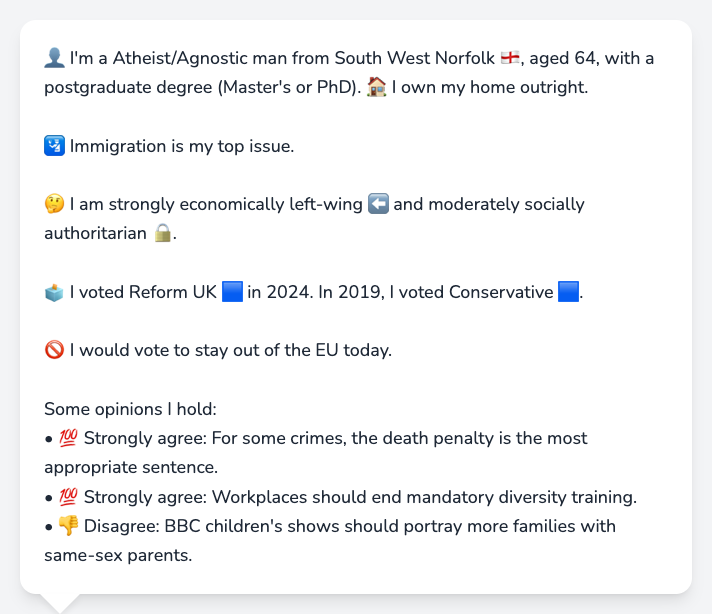 👤 I'm a Atheist/Agnostic man from South West Norfolk 🏴󠁧󠁢󠁥󠁮󠁧󠁿, aged 64, with a
postgraduate degree (Master's or PhD). 🏠 I own my home outright.
🛂 Immigration is my top issue.
🤔 I am strongly economically left-wing ⬅️ and moderately socially
authoritarian 🔒.
🗳️ I voted Reform UK 🟦 in 2024. In 2019, I voted Conservative 🟦.
🚫 I would vote to stay out of the EU today.
Some opinions I hold:
• 💯 Strongly agree: For some crimes, the death penalty is the most
appropriate sentence.
• 💯 Strongly agree: Workplaces should end mandatory diversity training.
• 👎 Disagree: BBC children's shows should portray more families with
same-sex parents.